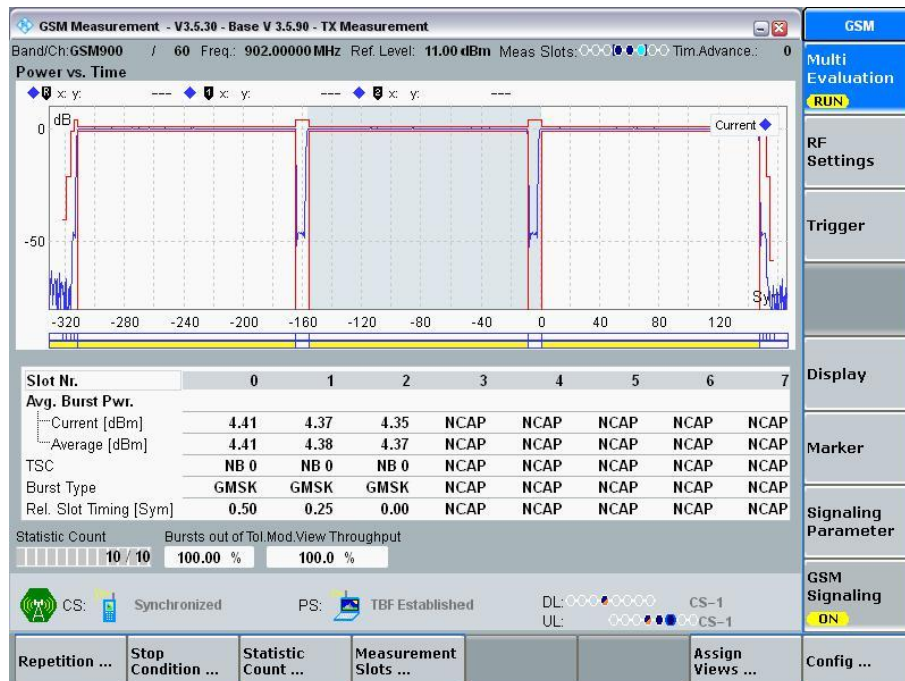 GSM Measurement - V3.5.30 - Base V 3.5.90 - TX Measurement
GSM
Band/Ch:GSM900 / 60 Freq.: 902.00000 MHz Ref. Level: 11.00 dBm Meas Slots: Tim.Advance.: 0
Multi Evaluation
RUN
Power vs. Time
x: y: --- x: y: --- x: y: ---
dB
Current
0
-50
Sym
-320 -280 -240 -200 -160 -120 -80 -40 0 40 80 120
RF Settings
Trigger
Slot Nr. 0 1 2 3 4 5 6 7
Avg. Burst Pwr.
Current [dBm] 4.41 4.37 4.35 NCAP NCAP NCAP NCAP NCAP
Average [dBm] 4.41 4.38 4.37 NCAP NCAP NCAP NCAP NCAP
TSC NB 0 NB 0 NB 0 NCAP NCAP NCAP NCAP NCAP
Burst Type GMSK GMSK GMSK NCAP NCAP NCAP NCAP NCAP
Rel. Slot Timing [Sym] 0.50 0.25 0.00 NCAP NCAP NCAP NCAP NCAP
Display
Marker
Signaling Parameter
Statistic Count Bursts out of Tol. Mod.View Throughput
10 / 10 100.00 % 100.0 %
GSM Signaling
ON
CS: Synchronized PS: TBF Established DL: CS-1
UL: CS-1
Repetition ...
Stop Condition ...
Statistic Count ...
Measurement Slots ...
Assign Views ...
Config ...